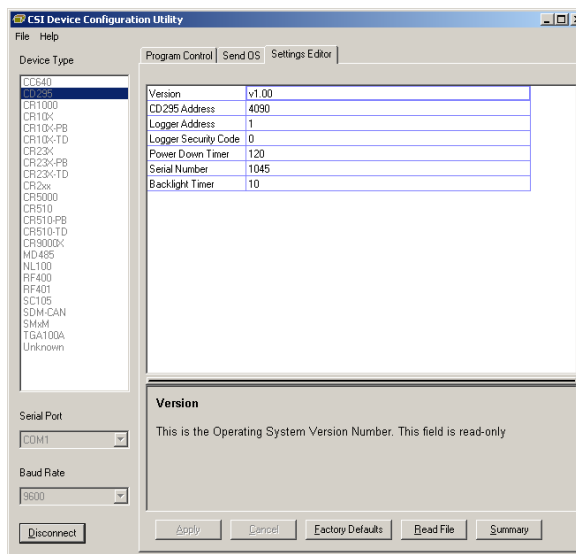 CSI Device Configuration Utility
File Help
Device Type
Program Control Send OS Settings Editor
CC640
CD295
CR1000
CR10X
CR10X-PB
CR10X-TD
CR23X
CR23X-PB
CR23X-TD
CR2xx
CR5000
CR510
CR510-PB
CR510-TD
CR9000X
MD485
NL100
RF400
RF401
SC105
SDM-CAN
SMxM
TGA100A
Unknown
Version v1.00
CD295 Address 4090
Logger Address 1
Logger Security Code 0
Power Down Timer 120
Serial Number 1045
Backlight Timer 10
Version
This is the Operating System Version Number. This field is read-only
Serial Port
COM1
Baud Rate
9600
Disconnect
Apply Cancel Factory Defaults Read File Summary